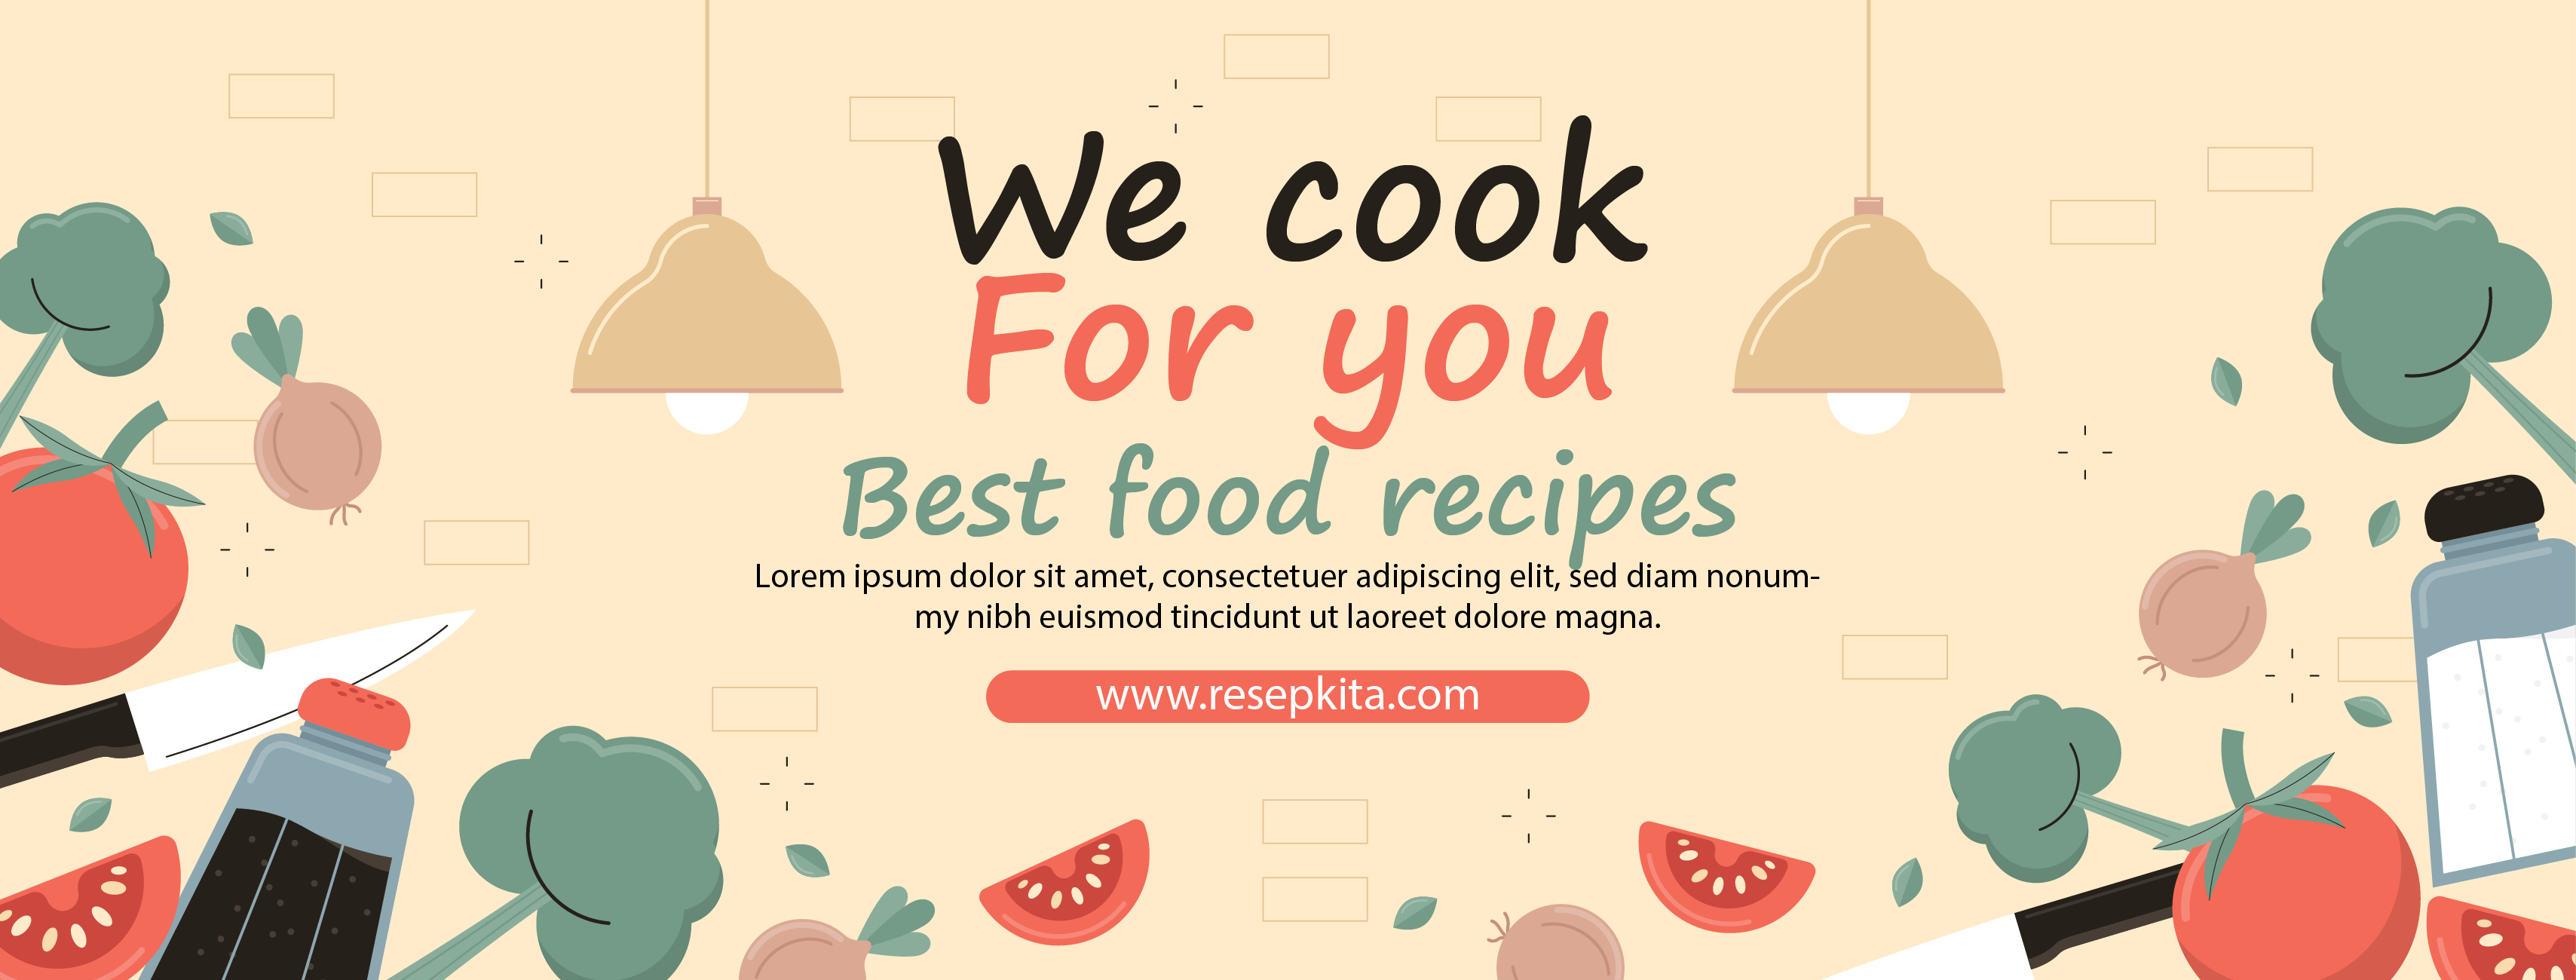 We cook
For you
Best food recipes
Lorem ipsum dolor sit amet, consectetuer adipiscing elit, sed diam nonum-
my nibh euismod tincidunt ut laoreet dolore magna.
www.resepkita.com